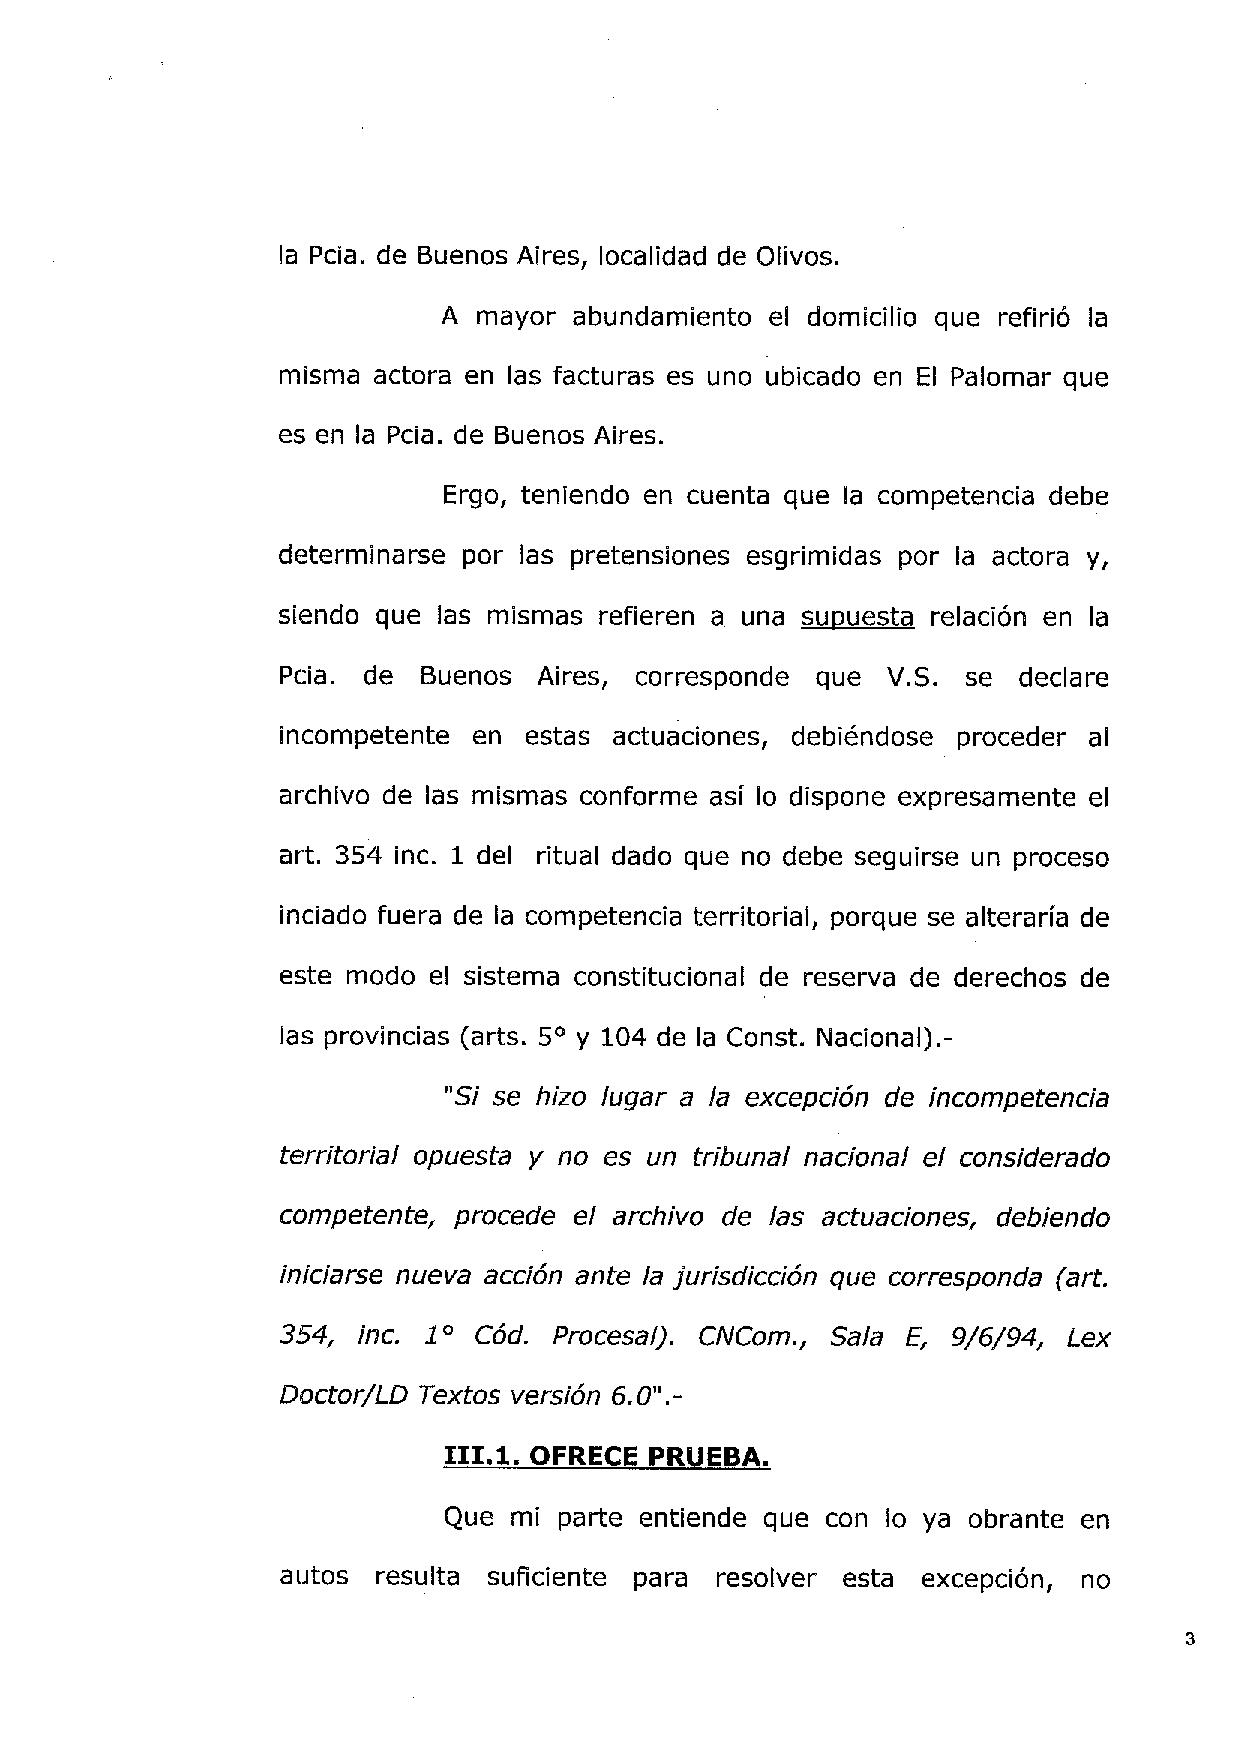 la Pcia. de Buenos Aires, localidad de Olivos.
A mayor abundamiento el domicilio que refirió la
misma actora en las facturas es uno ubicado en El Palomar que
es en la Pcia. de Buenos Aires.
Ergo, teniendo en cuenta que la competencia debe
determinarse por las pretensiones esgrimidas por la actora y,
siendo que las mismas refieren a una supuesta relación en la
Pcia. de Buenos Aires, corresponde que V.S. se declare
incompetente en estas actuaciones, debiéndose proceder al
archivo de las mismas conforme así lo dispone expresamente el
art. 354 inc. 1 del ritual dado que no debe seguirse un proceso
inciado fuera de la competencia territorial, porque se alteraría de
este modo el sistema constitucional de reserva de derechos de
las provincias (arts. 5° y 104 de la Const. Nacional).-
"Si se hizo lugar a la excepción de incompetencia
territorial opuesta y no es un tribunal nacional el considerado
competente, procede el archivo de las actuaciones, debiendo
iniciarse nueva acción ante la jurisdicción que corresponda (art.
354, inc. 1° Cód. Procesal). CNCom., Sala E, 9/6/94, Lex
Doctor/LD Textos versión 6.0".-
III.1. OFRECE PRUEBA.
Que mi parte entiende que con lo ya obrante en
autos resulta suficiente para resolver esta excepción, no
3